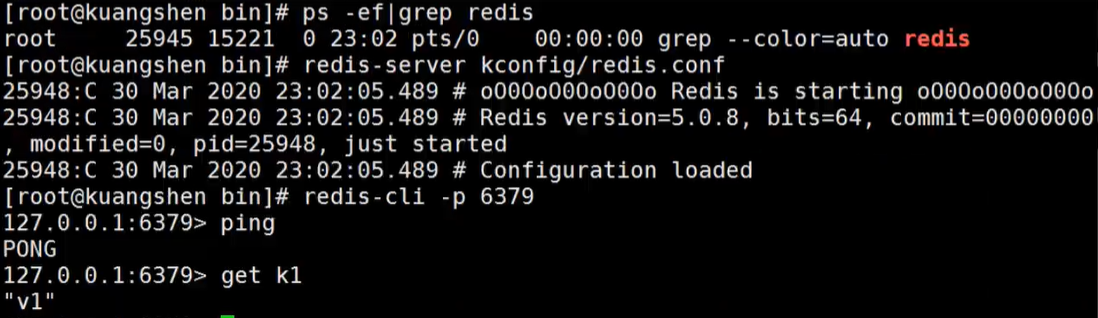 [root@kuangshen bin]# ps -ef|grep redis
root     25945 15221  0 23:02 pts/0    00:00:00 grep --color=auto redis
[root@kuangshen bin]# redis-server kconfig/redis.conf
25948:C 30 Mar 2020 23:02:05.489 # oO0OoO0OoO0Oo Redis is starting oO0OoO0OoO0Oo
25948:C 30 Mar 2020 23:02:05.489 # Redis version=5.0.8, bits=64, commit=00000000
, modified=0, pid=25948, just started
25948:C 30 Mar 2020 23:02:05.489 # Configuration loaded
[root@kuangshen bin]# redis-cli -p 6379
127.0.0.1:6379> ping
PONG
127.0.0.1:6379> get k1
"v1"